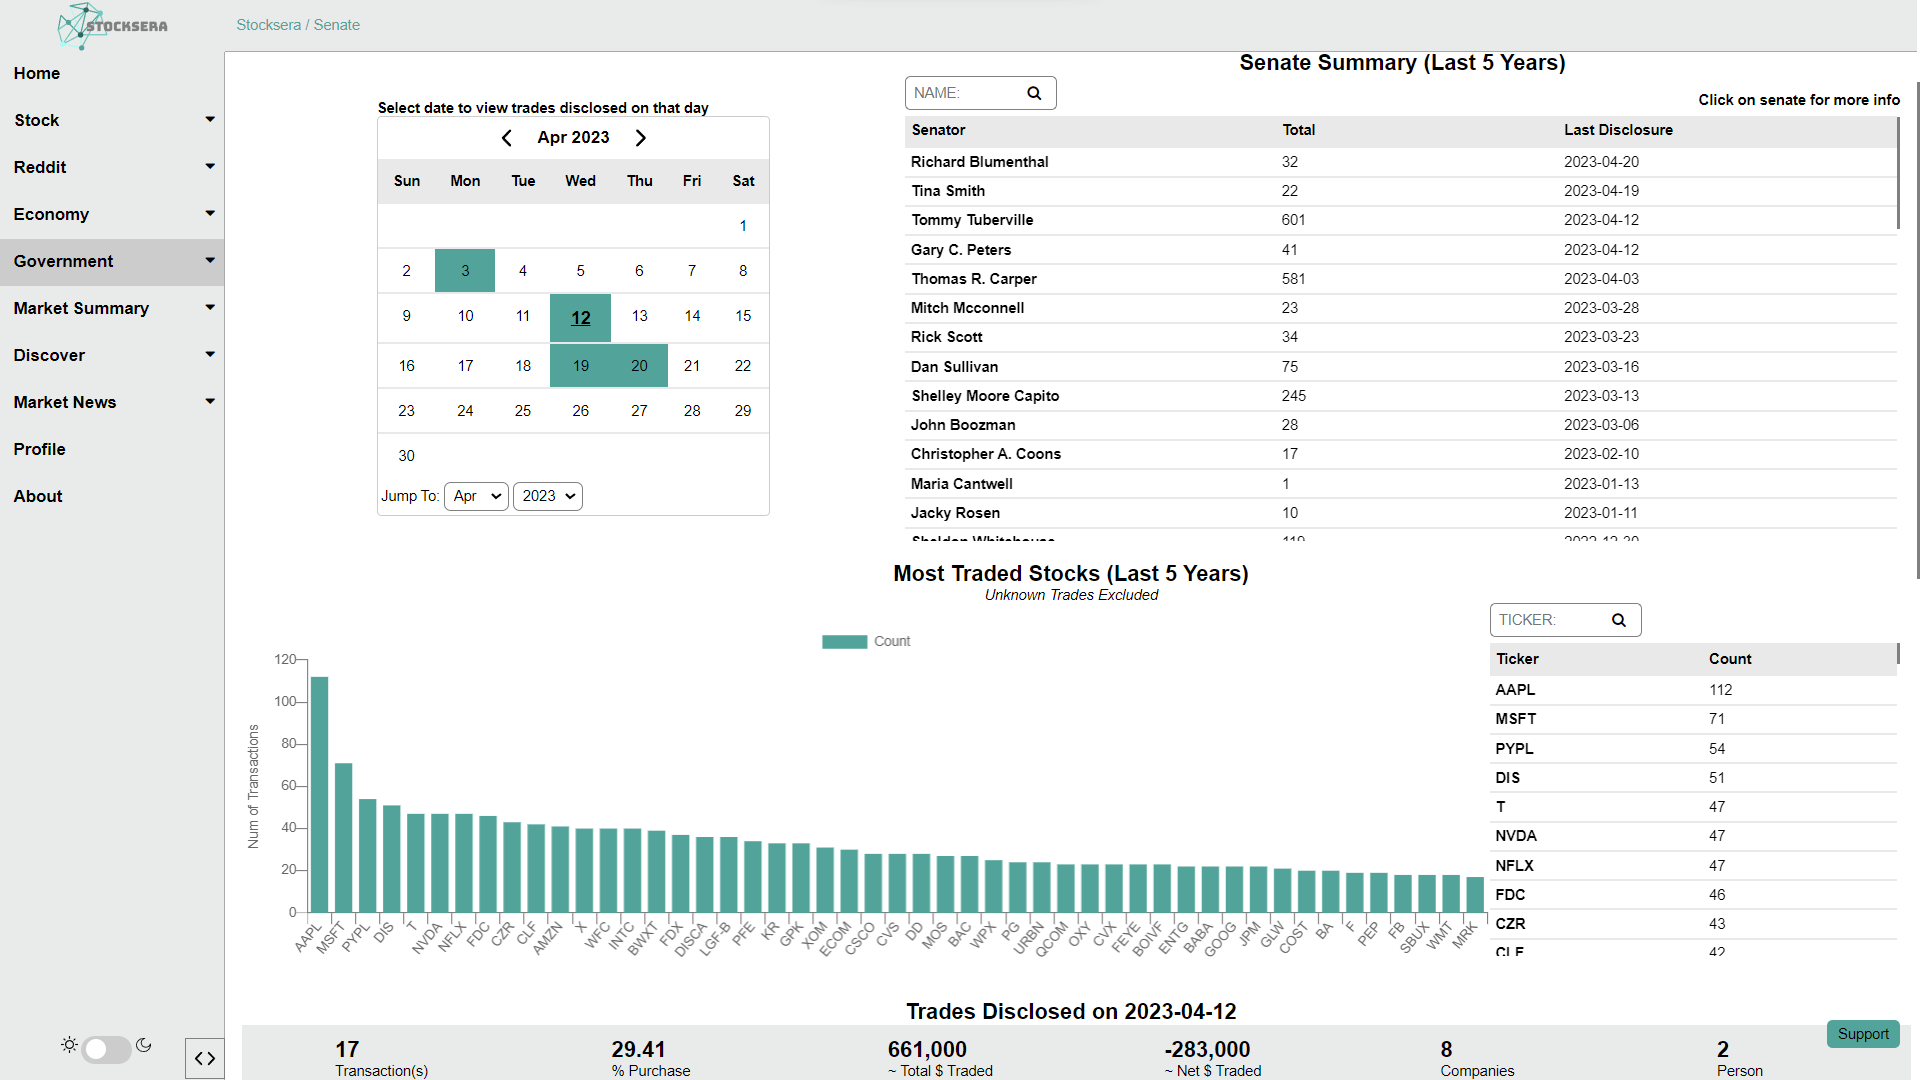 STOCKSERA
Stocksera / Senate
Home
Stock
Reddit
Economy
Government
Market Summary
Discover
Market News
Profile
About
Select date to view trades disclosed on that day
Apr 2023
Sun Mon Tue Wed Thu Fri Sat
1
2 3 4 5 6 7 8
9 10 11 12 13 14 15
16 17 18 19 20 21 22
23 24 25 26 27 28 29
30
Jump To: Apr 2023
Senate Summary (Last 5 Years)
NAME:
Click on senate for more info
Senator Total Last Disclosure
Richard Blumenthal 32 2023-04-20
Tina Smith 22 2023-04-19
Tommy Tuberville 601 2023-04-12
Gary C. Peters 41 2023-04-12
Thomas R. Carper 581 2023-04-03
Mitch Mcconnell 23 2023-03-28
Rick Scott 34 2023-03-23
Dan Sullivan 75 2023-03-16
Shelley Moore Capito 245 2023-03-13
John Boozman 28 2023-03-06
Christopher A. Coons 17 2023-02-10
Maria Cantwell 1 2023-01-13
Jacky Rosen 10 2023-01-11
Sheldon Whitehouse 119 2022-12-30
Most Traded Stocks (Last 5 Years)
Unknown Trades Excluded
Count
Num of Transactions
120
100
80
60
40
20
0
AAPL MSFT PYPL DIS T NVDA NFLX FDC CZR CLF AMZN X WFC INTC BWXT FDX DISCA LGF-B PFE KR GPK XOM ECOM CSCO CVS DD MOS BAC WPX PG URBN QCOM OXY CVX FEYE BOIVF ENTG BABA GOOG JPM GLW COST BA F PEP FB SBUX WMT MRK
TICKER:
Ticker Count
AAPL 112
MSFT 71
PYPL 54
DIS 51
T 47
NVDA 47
NFLX 47
FDC 46
CZR 43
CLF 42
Trades Disclosed on 2023-04-12
17 29.41 661,000 -283,000 8 2
Transaction(s) % Purchase ~ Total $ Traded ~ Net $ Traded Companies Person
Support